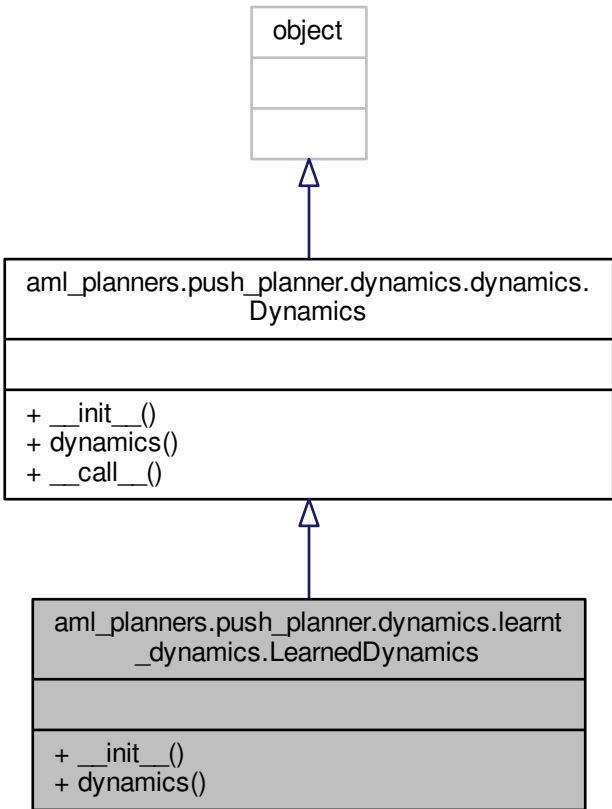 object
aml_planners.push_planner.dynamics.dynamics.
Dynamics
+ __init__()
+ dynamics()
+ __call__()
aml_planners.push_planner.dynamics.learnt
_dynamics.LearnedDynamics
+ __init__()
+ dynamics()